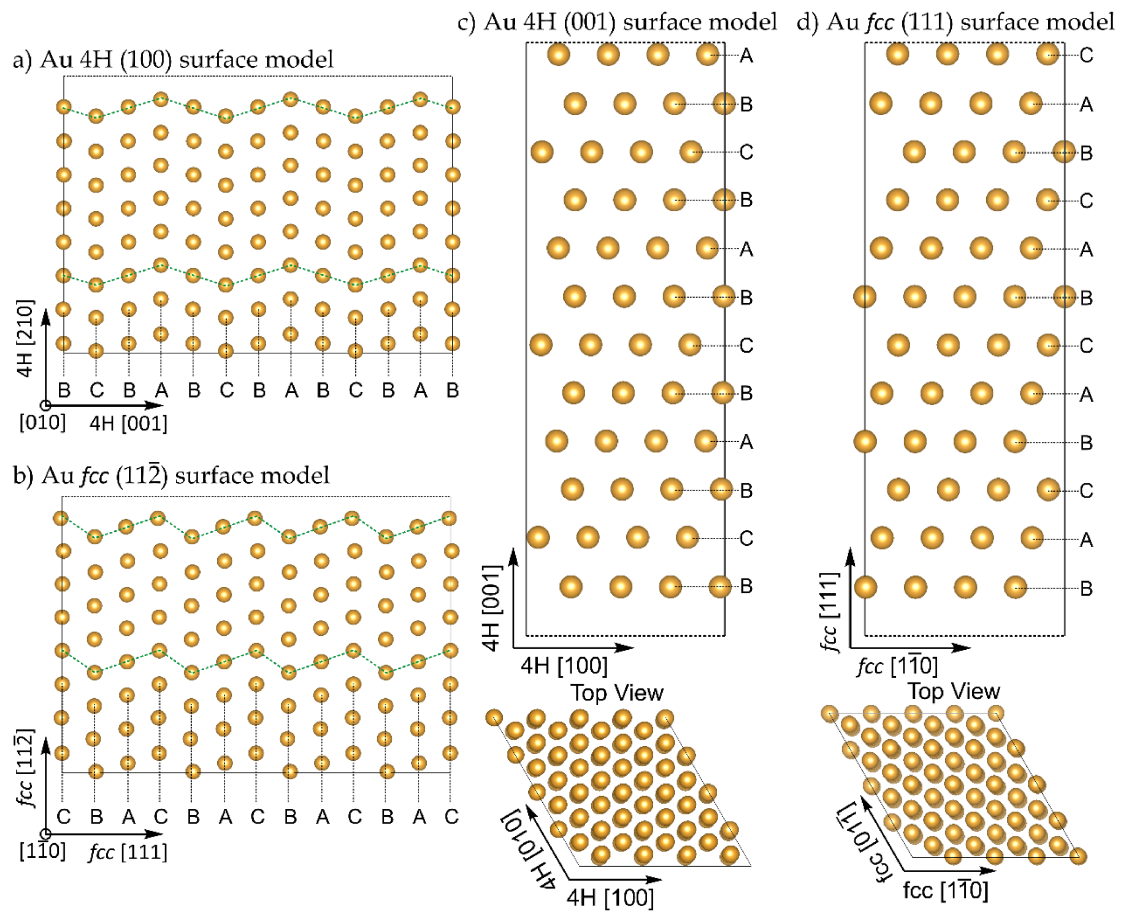 a) Au 4H (100) surface model
4H [210]
B C B A B C B A B C B A B
[010] 4H [001]
b) Au fcc (112̅) surface model
fcc [112̅]
C B A C B A C B A C B A C
[11̅0] fcc [111]
c) Au 4H (001) surface model
A
B
C
B
A
B
C
B
A
B
C
B
4H [001]
4H [100]
Top View
4H [010]
4H [100]
d) Au fcc (111) surface model
C
A
B
C
A
B
C
A
B
C
A
B
fcc [111]
fcc [11̅0]
Top View
fcc [011̅]
fcc [11̅0]